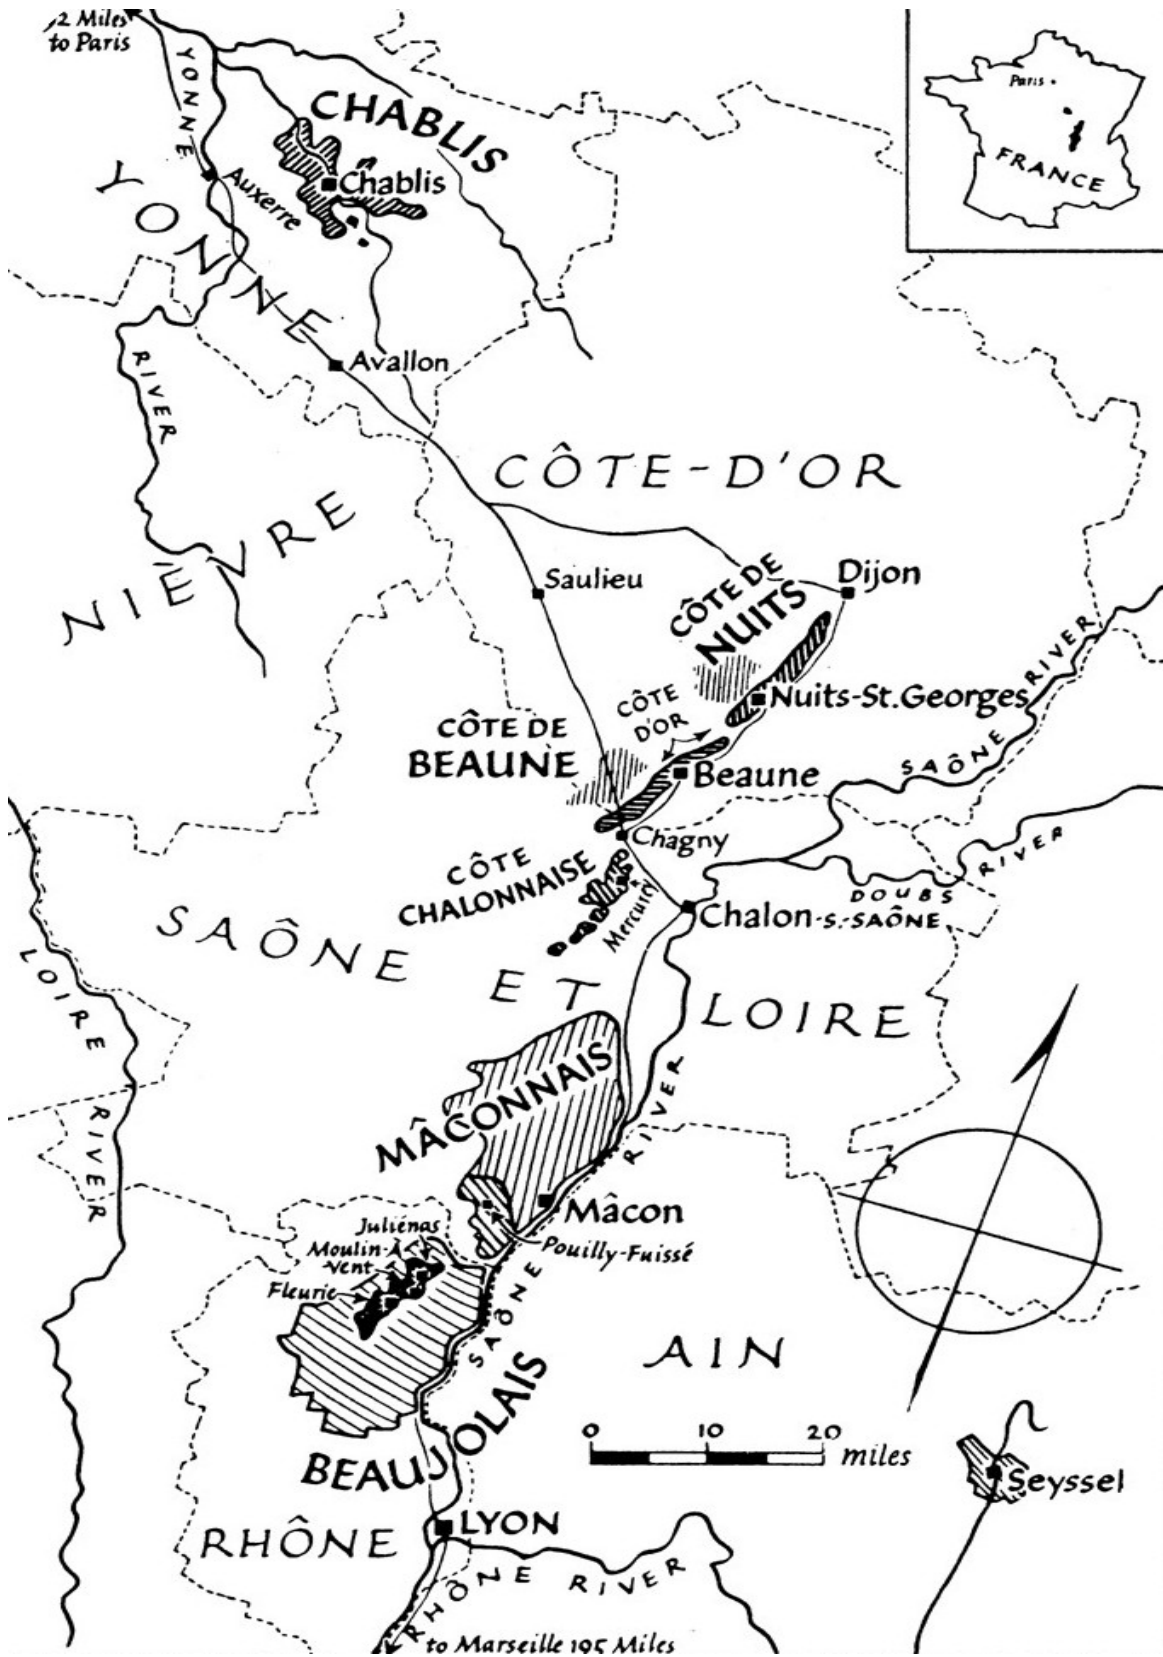 2 Miles
to Paris
YONNE
CHABLIS
Chablis
Auxerre
YONNE
Paris
FRANCE
Avallon
RIVER
CÔTE-D'OR
NIÈVRE
Saulieu
Dijon
CÔTE DE
NUITS
Nuits-St.Georges
CÔTE
D'OR
SAÔNE RIVER
CÔTE DE
BEAUNE
Beaune
Chagny
CÔTE
CHALONNAISE
Mercurey
DOUBS RIVER
Chalon-s.-SAÔNE
SAÔNE ET LOIRE
LOIRE RIVER
MÂCONNAIS
RIVER
Mâcon
Pouilly-Fuissé
Juliénas
Moulin-À-
Vent
Fleurie
SAÔNE
AIN
BEAUJOLAIS
0 10 20 miles
Seyssel
LYON
RHÔNE
RHÔNE RIVER
to Marseille 195 Miles